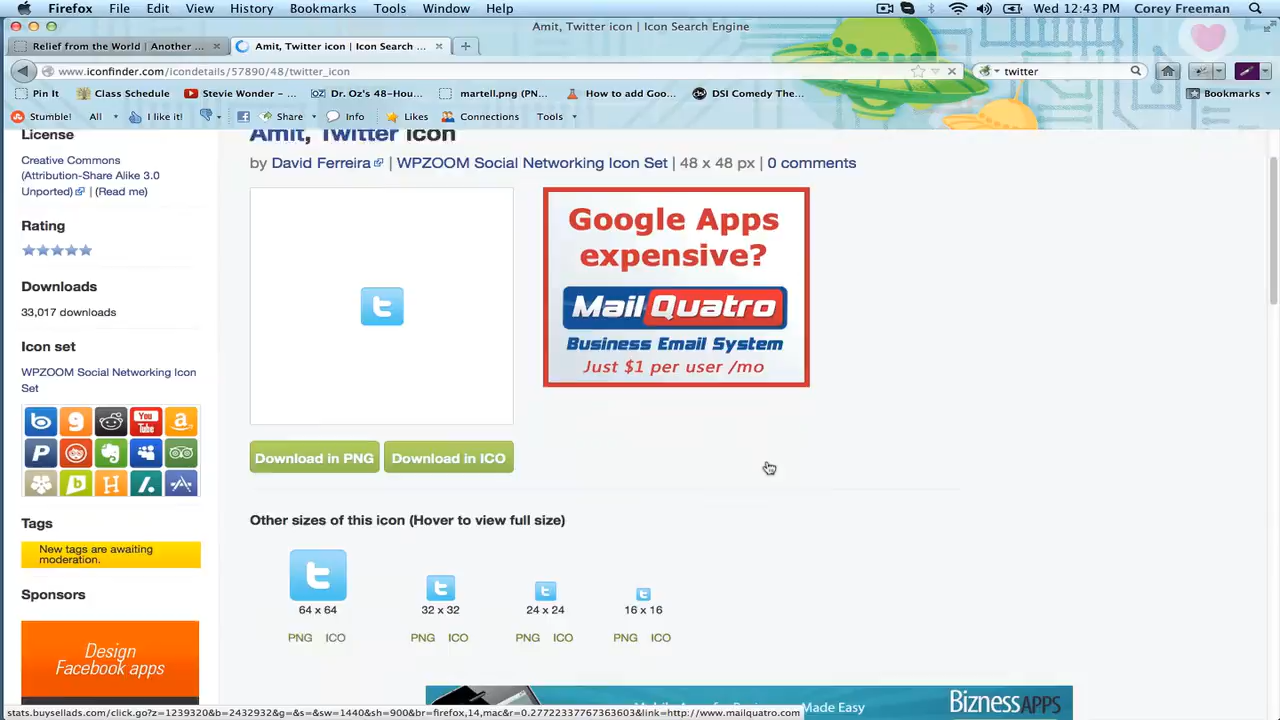 Firefox File Edit View History Bookmarks Tools Window Help Wed 12:43 PM Corey Freeman
Amit, Twitter icon | Icon Search Engine
Relief from the World | Another ... Amit, Twitter icon | Icon Search ...
www.iconfinder.com/icondetails/57890/48/twitter_icon twitter
Pin It Class Schedule Stevie Wonder – ... Dr. Oz's 48-Hou... martell.png (PN... How to add Goo... DSI Comedy The... Bookmarks
Stumble! All I like it! Share Info Likes Connections Tools
License
Creative Commons
(Attribution-Share Alike 3.0
Unported) | (Read me)
Rating
Downloads
33,017 downloads
Icon set
WPZOOM Social Networking Icon
Set
You
Tube
Tags
New tags are awaiting
moderation.
Sponsors
Design
Facebook apps
Amit, Twitter icon
by David Ferreira | WPZOOM Social Networking Icon Set | 48 x 48 px | 0 comments
Google Apps
expensive?
MailQuatro
Business Email System
Just $1 per user /mo
Download in PNG Download in ICO
Other sizes of this icon (Hover to view full size)
64 x 64 32 x 32 24 x 24 16 x 16
PNG ICO PNG ICO PNG ICO PNG ICO
Made Easy
BiznessAPPS